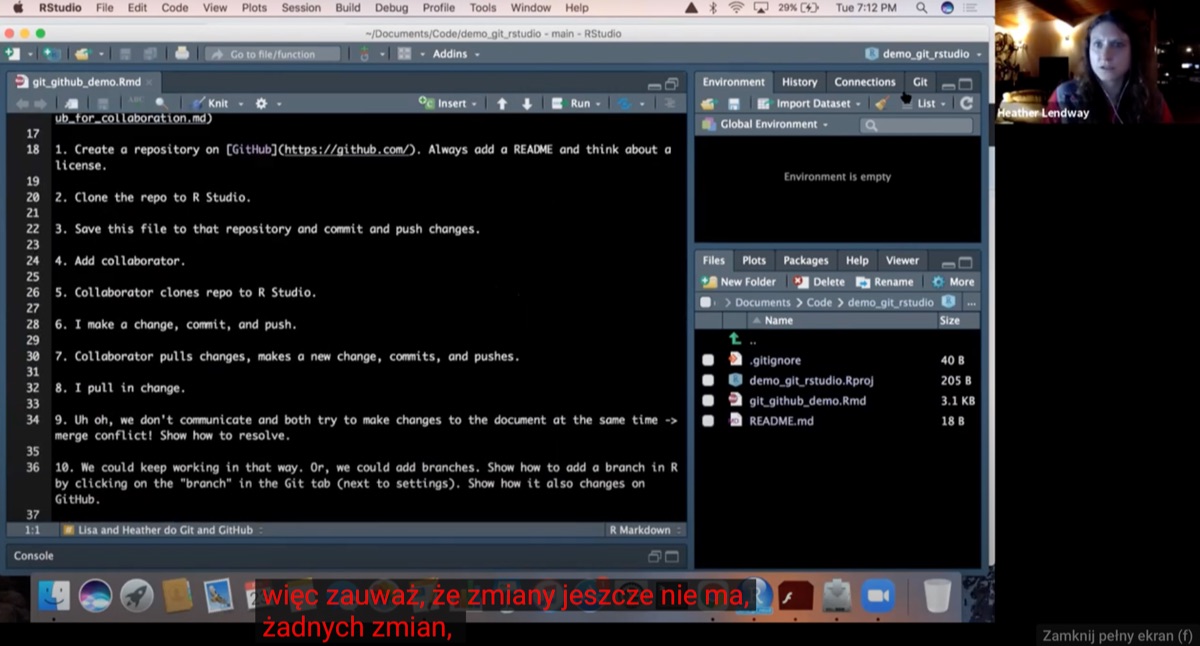 RStudio File Edit Code View Plots Session Build Debug Profile Tools Window Help 29% Tue 7:12 PM
~/Documents/Code/demo_git_rstudio - main - RStudio
Go to file/function Addins demo_git_rstudio
git_github_demo.Rmd
Knit Insert Run
ub_for_collaboration.md)
17
18 1. Create a repository on [GitHub](https://github.com/). Always add a README and think about a
license.
19
20 2. Clone the repo to R Studio.
21
22 3. Save this file to that repository and commit and push changes.
23
24 4. Add collaborator.
25
26 5. Collaborator clones repo to R Studio.
27
28 6. I make a change, commit, and push.
29
30 7. Collaborator pulls changes, makes a new change, commits, and pushes.
31
32 8. I pull in change.
33
34 9. Uh oh, we don't communicate and both try to make changes to the document at the same time ->
merge conflict! Show how to resolve.
35
36 10. We could keep working in that way. Or, we could add branches. Show how to add a branch in R
by clicking on the "branch" in the Git tab (next to settings). Show how it also changes on
GitHub.
37
1:1 # Lisa and Heather do Git and GitHub R Markdown
Console
Environment History Connections Git
Import Dataset List
Global Environment
Environment is empty
Files Plots Packages Help Viewer
New Folder Delete Rename More
Documents > Code > demo_git_rstudio ...
Name Size
..
.gitignore 40 B
demo_git_rstudio.Rproj 205 B
git_github_demo.Rmd 3.1 KB
README.md 18 B
Heather Lendway
więc zauważ, że zmiany jeszcze nie ma,
żadnych zmian,
Zamknij pełny ekran (f)